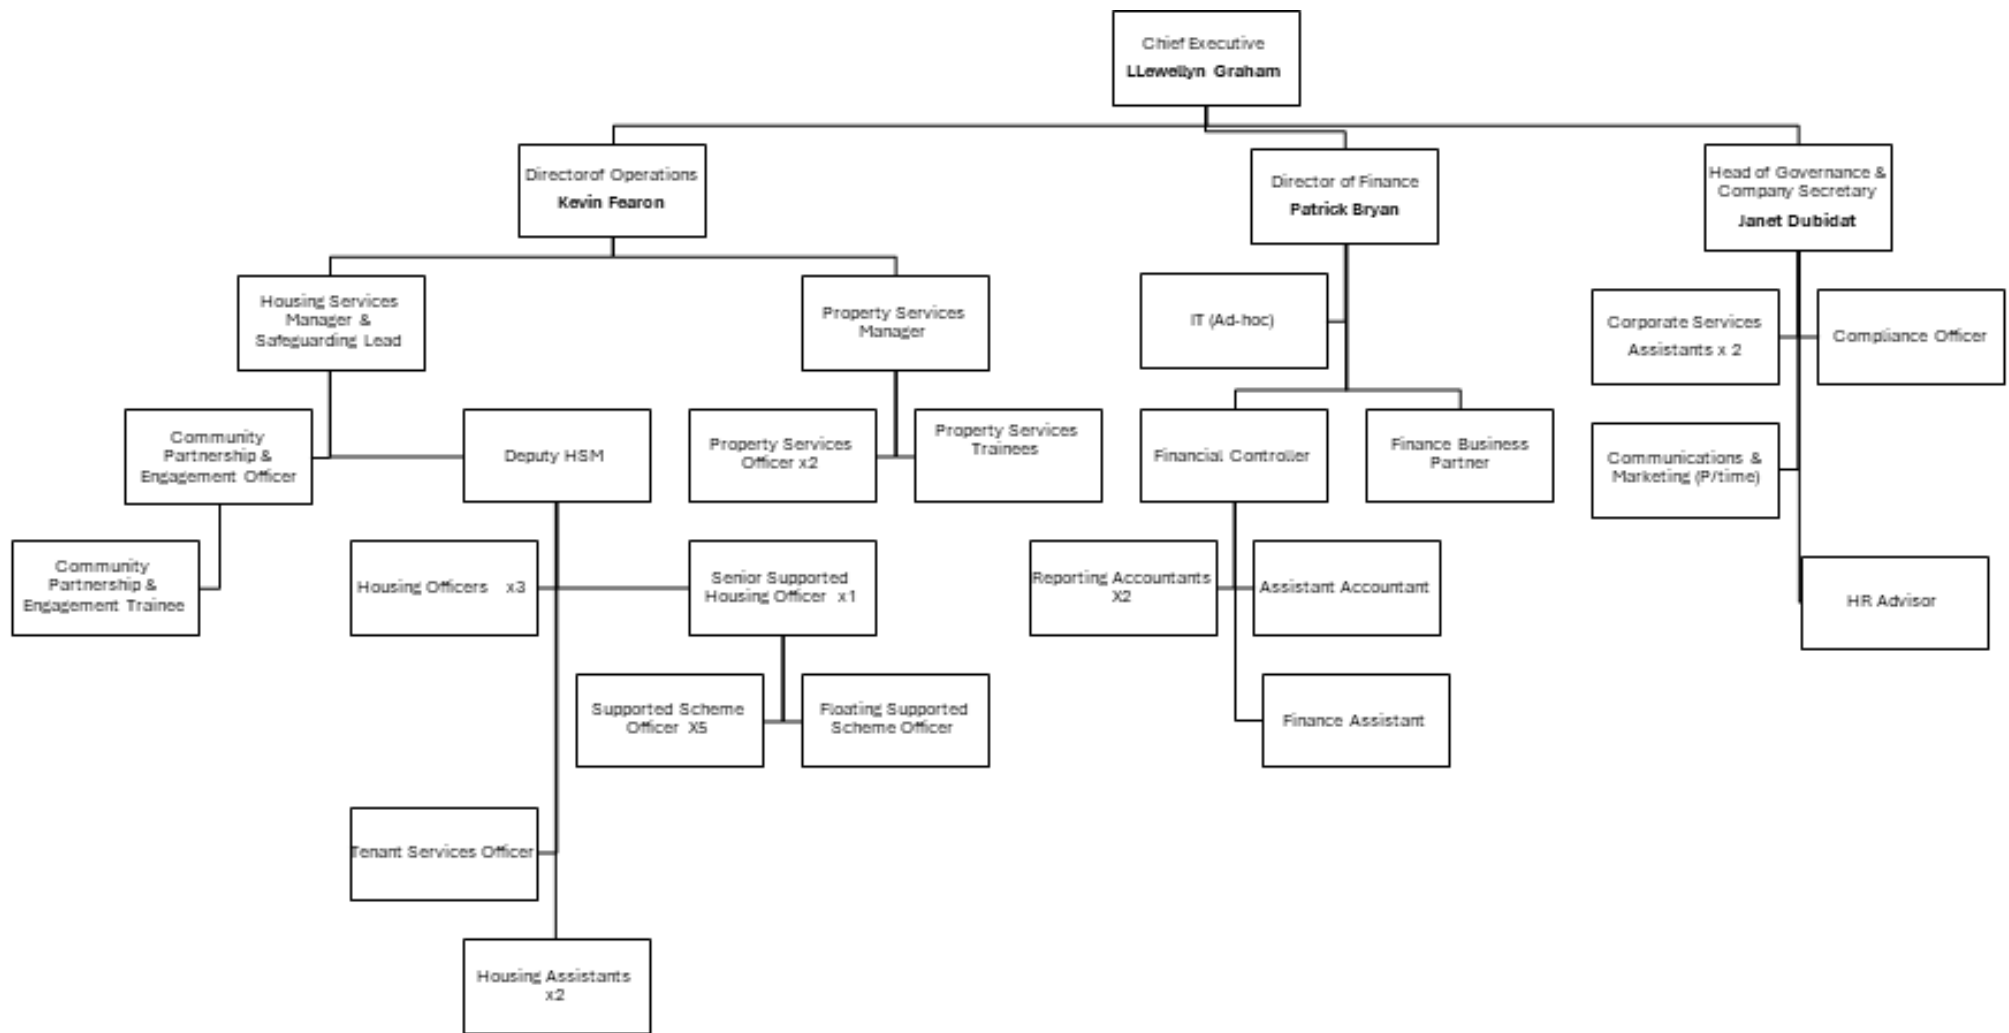 Chief Executive
LLewellyn Graham
Directorof Operations
Kevin Fearon
Director of Finance
Patrick Bryan
Head of Governance &
Company Secretary
Janet Dubidat
Housing Services
Manager &
Safeguarding Lead
Property Services
Manager
IT (Ad-hoc)
Corporate Services
Assistants x 2
Compliance Officer
Community
Partnership &
Engagement Officer
Deputy HSM
Property Services
Officer x2
Property Services
Trainees
Financial Controller
Finance Business
Partner
Communications &
Marketing (P/time)
Community
Partnership &
Engagement Trainee
Housing Officers x3
Senior Supported
Housing Officer x1
Reporting Accountants
X2
Assistant Accountant
HR Advisor
Supported Scheme
Officer X5
Floating Supported
Scheme Officer
Finance Assistant
Tenant Services Officer
Housing Assistants
x2